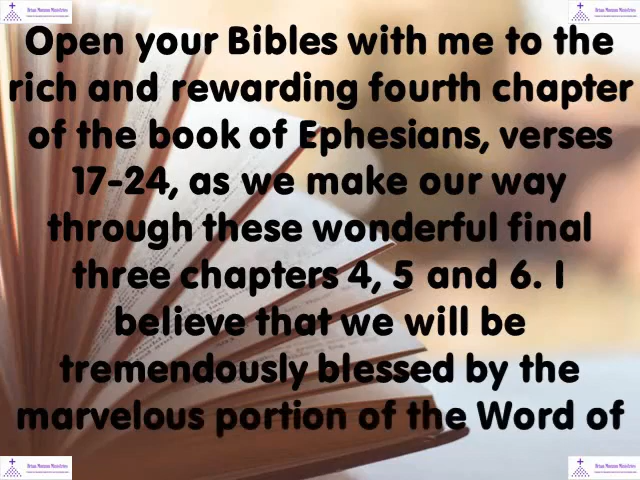 Open your Bibles with me to the
rich and rewarding fourth chapter
of the book of Ephesians, verses
17-24, as we make our way
through these wonderful final
three chapters 4, 5 and 6. I
believe that we will be
tremendously blessed by the
marvelous portion of the Word of